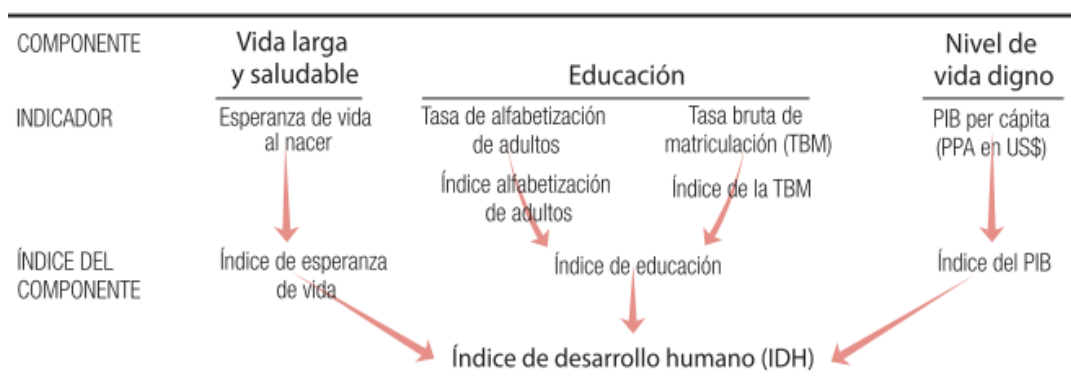 COMPONENTE
Vida larga
y saludable
Educación
Nivel de
vida digno
INDICADOR
Esperanza de vida
al nacer
Tasa de alfabetización
de adultos
Tasa bruta de
matriculación (TBM)
PIB per cápita
(PPA en US$)
Índice alfabetización
de adultos
Índice de la TBM
ÍNDICE DEL
COMPONENTE
Índice de esperanza
de vida
Índice de educación
Índice del PIB
Índice de desarrollo humano (IDH)